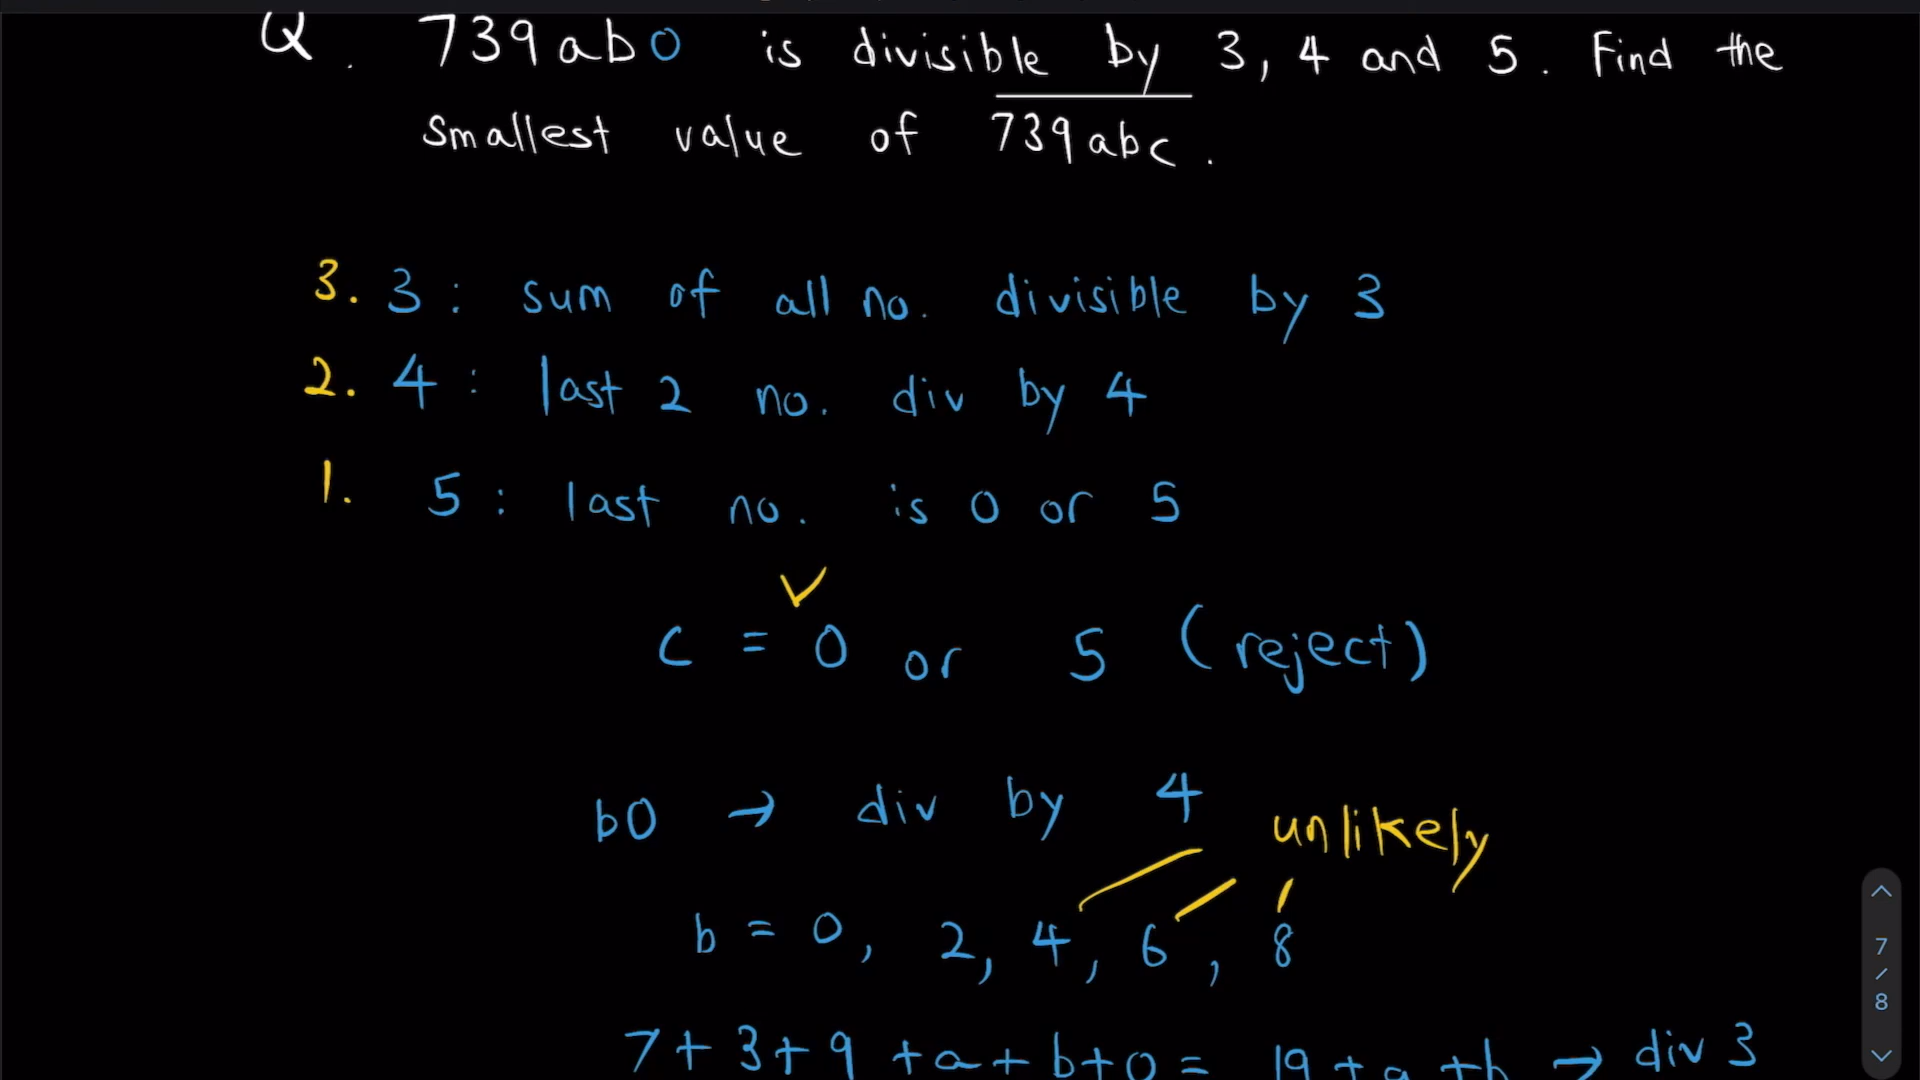 Q. 739ab0 is divisible by 3, 4 and 5. Find the
smallest value of 739abc.
3. 3: sum of all no. divisible by 3
2. 4: last 2 no. div by 4
1. 5: last no. is 0 or 5
✓
c = 0 or 5 (reject)
b0 → div by 4
unlikely
b = 0, 2, 4, 6, 8
7+3+9+a+b+0= 19+a+b → div 3
7
/
8